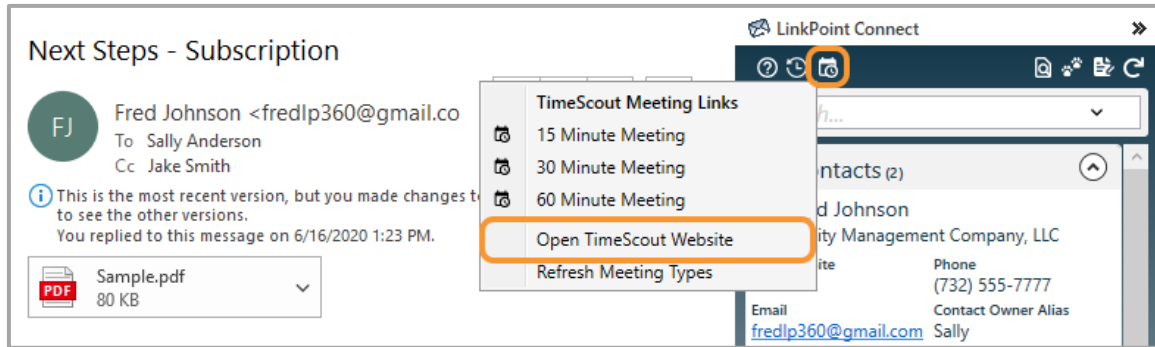 LinkPoint Connect
Next Steps - Subscription
FJ
Fred Johnson <fredlp360@gmail.co
To Sally Anderson
Cc Jake Smith
This is the most recent version, but you made changes t
to see the other versions.
You replied to this message on 6/16/2020 1:23 PM.
PDF
Sample.pdf
80 KB
TimeScout Meeting Links
15 Minute Meeting
30 Minute Meeting
60 Minute Meeting
Open TimeScout Website
Refresh Meeting Types
h...
ntacts (2)
d Johnson
ity Management Company, LLC
ite
Phone
(732) 555-7777
Email
Contact Owner Alias
fredlp360@gmail.com Sally